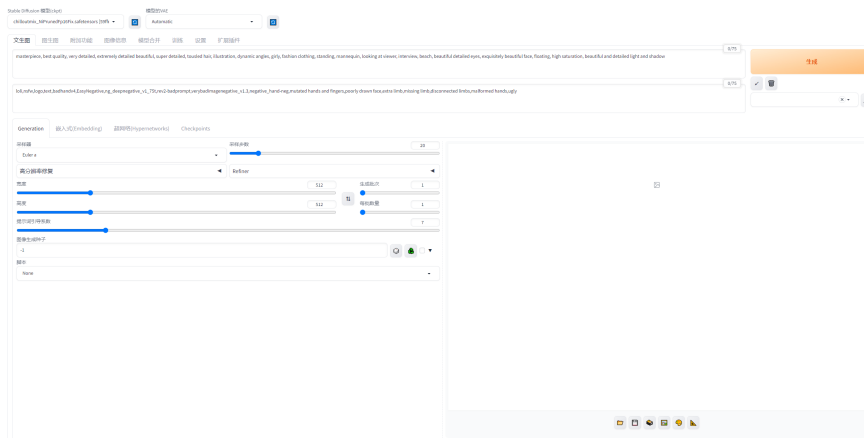 Stable Diffusion 模型(ckpt)
模型的VAE
Automatic
文生图 图生图 附加功能 图像信息 模型合并 训练 设置 扩展插件
0/75
masterpiece, best quality, very detailed, extremely detailed beautiful, super detailed, tousled hair, illustration, dynamic angles, girly, fashion clothing, standing, mannequin, looking at viewer, interview, beach, beautiful detailed eyes, exquisitely beautiful face, floating, high saturation, beautiful and detailed light and shadow
生成
0/75
Generation 嵌入式(Embedding) 超网络(Hypernetworks) Checkpoints
采样器
Euler a
采样步数
20
高分辨率修复
Refiner
宽度
512
生成批次
1
高度
512
每批数量
1
提示词引导系数
7
图像生成种子
-1
脚本
None